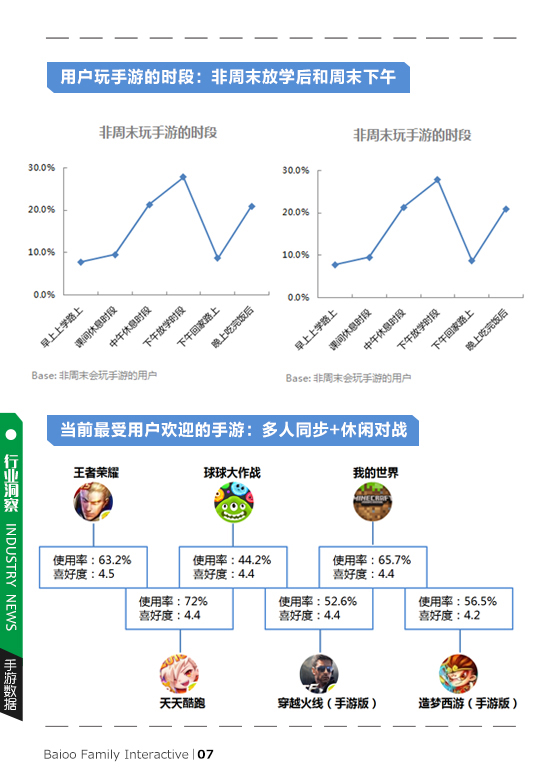 用户玩手游的时段：非周末放学后和周末下午
非周末玩手游的时段
30.0%
20.0%
10.0%
0.0%
早上上学路上
课间休息时段
中午休息时段
下午放学时段
下午回家路上
晚上吃完饭后
Base: 非周末会玩手游的用户
非周末玩手游的时段
30.0%
20.0%
10.0%
0.0%
早上上学路上
课间休息时段
中午休息时段
下午放学时段
下午回家路上
晚上吃完饭后
Base: 非周末会玩手游的用户
行业洞察 INDUSTRY NEWS
手游数据
当前最受用户欢迎的手游：多人同步+休闲对战
王者荣耀
球球大作战
我的世界
MINECRAFT
使用率：63.2%
喜好度：4.5
使用率：44.2%
喜好度：4.4
使用率：65.7%
喜好度：4.4
使用率：72%
喜好度：4.4
使用率：52.6%
喜好度：4.4
使用率：56.5%
喜好度：4.2
天天酷跑
穿越火线（手游版）
造梦西游（手游版）
Baioo Family Interactive | 07